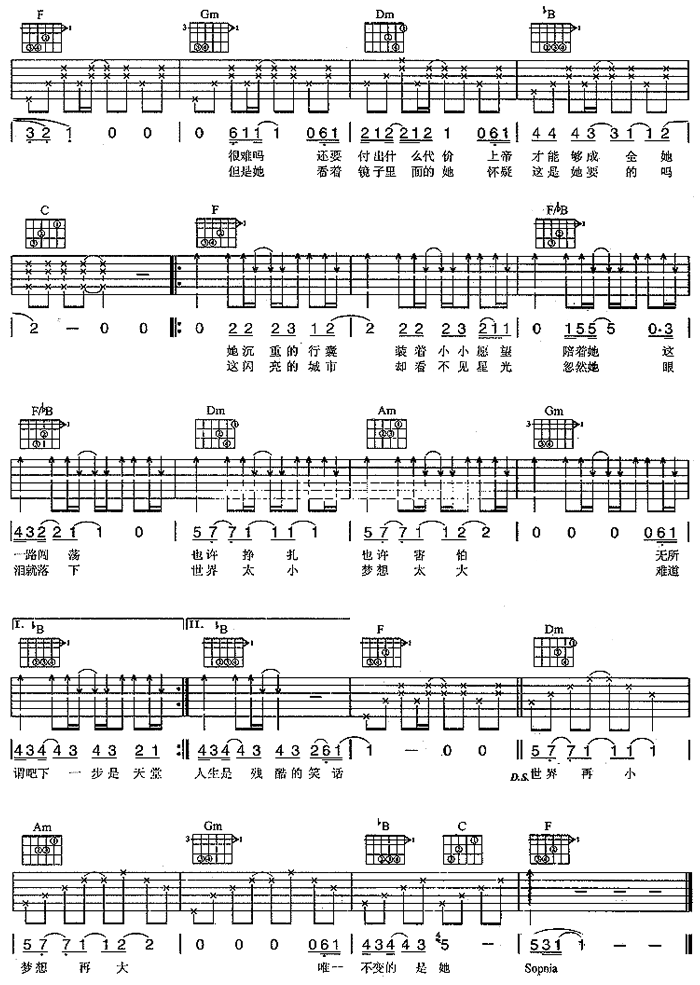 F Gm Dm ♭B
3 2 1 0 0 0 6 1 1 1 0 6 1 2 1 2 2 1 2 1 0 6 1 4 4 4 3 3 1 1 2
很难吗 还要 付出什 么代价 上帝 才能 够成 全 她
但是她 看着 镜子里 面的她 怀疑 这是 她要 的 吗
C F F/♭B
2 — 0 0 0 2 2 2 3 1 2 2 2 2 2 3 2 1 1 0 1 5 5 5 0·3
她沉 重的 行囊 装着 小小 愿望 陪着她 这
这闪 亮的 城市 却看 不见 星光 忽然她 眼
F/♭B Dm Am Gm
4 3 2 2 1 1 0 0 5 7 7 1 1 1 1 5 7 7 1 1 2 2 0 0 0 0 6 1
一路闯 荡 也许 挣 扎 也许 害 怕 无所
泪就落 下 世界 太 小 梦想 太 大 难道
I. ♭B II. ♭B F Dm
4 3 4 4 3 4 3 2 1 4 3 4 4 3 4 3 2 6 1 1 — 0 0 5 7 7 1 1 1 1
谓吧下 一 步是 天堂 人生是 残 酷的 笑 话 D.S. 世界 再 小
Am Gm ♭B C F
5 7 7 1 1 2 2 0 0 0 0 6 1 4 3 4 4 3 5 — 5 3 1 1 — —
梦想 再 大 唯一 不变的 是 她 Sopnia